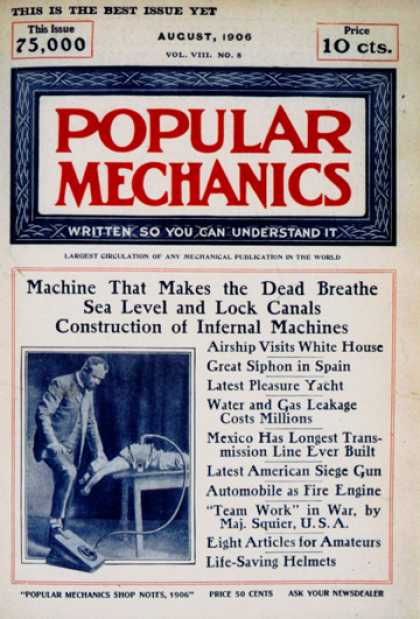 THIS IS THE BEST ISSUE YET
This Issue
75,000
AUGUST, 1906
VOL. VIII. NO. 8
Price
10 cts.
POPULAR
MECHANICS
WRITTEN SO YOU CAN UNDERSTAND IT
LARGEST CIRCULATION OF ANY MECHANICAL PUBLICATION IN THE WORLD
Machine That Makes the Dead Breathe
Sea Level and Lock Canals
Construction of Infernal Machines
Airship Visits White House
Great Siphon in Spain
Latest Pleasure Yacht
Water and Gas Leakage
Costs Millions
Mexico Has Longest Trans-
mission Line Ever Built
Latest American Siege Gun
Automobile as Fire Engine
"Team Work" in War, by
Maj. Squier, U. S. A.
Eight Articles for Amateurs
Life-Saving Helmets
"POPULAR MECHANICS SHOP NOTES, 1906" PRICE 50 CENTS ASK YOUR NEWSDEALER